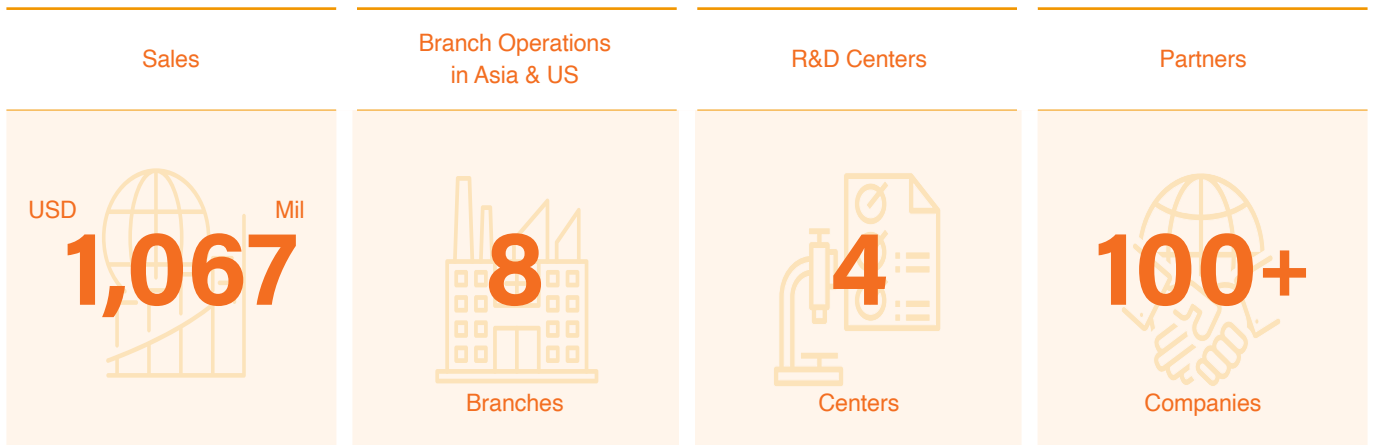 Sales
USD
Mil
1,067
Branch Operations
in Asia & US
8
Branches
R&D Centers
4
Centers
Partners
100+
Companies